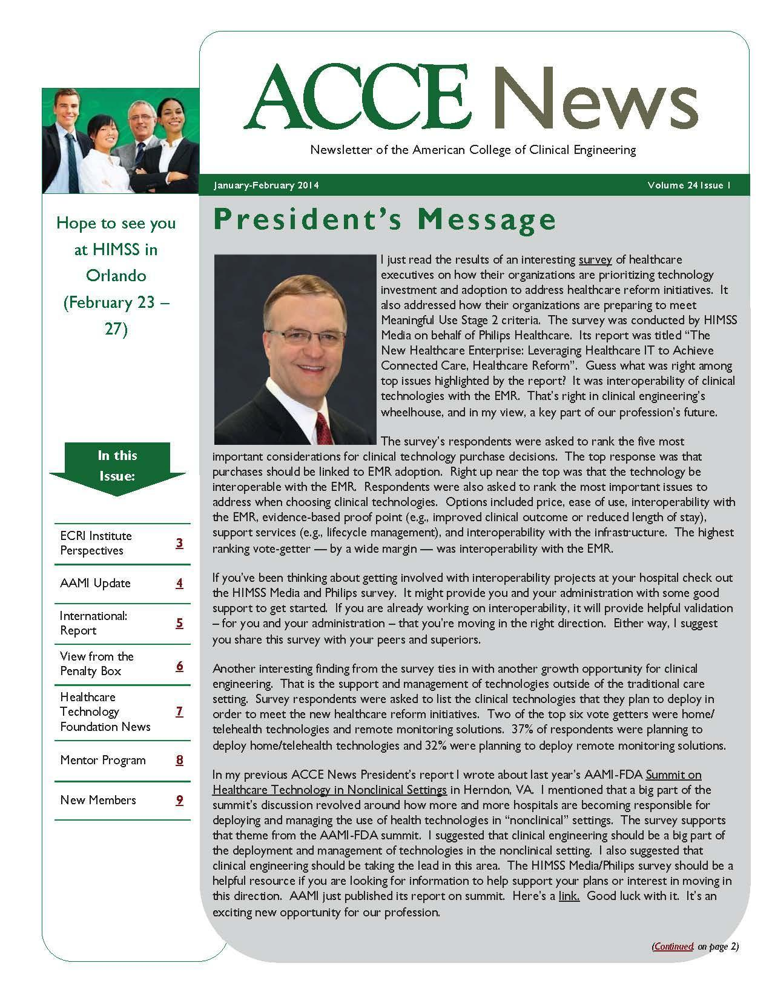 ACCE News
Newsletter of the American College of Clinical Engineering
January-February 2014 Volume 24 Issue 1
Hope to see you
at HIMSS in
Orlando
(February 23 –
27)
In this
Issue:
ECRI Institute
Perspectives 3
AAMI Update 4
International:
Report 5
View from the
Penalty Box 6
Healthcare
Technology
Foundation News 7
Mentor Program 8
New Members 9
President's Message
I just read the results of an interesting survey of healthcare
executives on how their organizations are prioritizing technology
investment and adoption to address healthcare reform initiatives. It
also addressed how their organizations are preparing to meet
Meaningful Use Stage 2 criteria. The survey was conducted by HIMSS
Media on behalf of Philips Healthcare. Its report was titled “The
New Healthcare Enterprise: Leveraging Healthcare IT to Achieve
Connected Care, Healthcare Reform”. Guess what was right among
top issues highlighted by the report? It was interoperability of clinical
technologies with the EMR. That’s right in clinical engineering’s
wheelhouse, and in my view, a key part of our profession’s future.
The survey’s respondents were asked to rank the five most
important considerations for clinical technology purchase decisions. The top response was that
purchases should be linked to EMR adoption. Right up near the top was that the technology be
interoperable with the EMR. Respondents were also asked to rank the most important issues to
address when choosing clinical technologies. Options included price, ease of use, interoperability with
the EMR, evidence-based proof point (e.g., improved clinical outcome or reduced length of stay),
support services (e.g., lifecycle management), and interoperability with the infrastructure. The highest
ranking vote-getter — by a wide margin — was interoperability with the EMR.
If you’ve been thinking about getting involved with interoperability projects at your hospital check out
the HIMSS Media and Philips survey. It might provide you and your administration with some good
support to get started. If you are already working on interoperability, it will provide helpful validation
– for you and your administration – that you’re moving in the right direction. Either way, I suggest
you share this survey with your peers and superiors.
Another interesting finding from the survey ties in with another growth opportunity for clinical
engineering. That is the support and management of technologies outside of the traditional care
setting. Survey respondents were asked to list the clinical technologies that they plan to deploy in
order to meet the new healthcare reform initiatives. Two of the top six vote getters were home/
telehealth technologies and remote monitoring solutions. 37% of respondents were planning to
deploy home/telehealth technologies and 32% were planning to deploy remote monitoring solutions.
In my previous ACCE News President’s report I wrote about last year’s AAMI-FDA Summit on
Healthcare Technology in Nonclinical Settings in Herndon, VA. I mentioned that a big part of the
summit’s discussion revolved around how more and more hospitals are becoming responsible for
deploying and managing the use of health technologies in “nonclinical” settings. The survey supports
that theme from the AAMI-FDA summit. I suggested that clinical engineering should be a big part of
the deployment and management of technologies in the nonclinical setting. I also suggested that
clinical engineering should be taking the lead in this area. The HIMSS Media/Philips survey should be a
helpful resource if you are looking for information to help support your plans or interest in moving in
this direction. AAMI just published its report on summit. Here’s a link. Good luck with it. It’s an
exciting new opportunity for our profession.
(Continued on page 2)